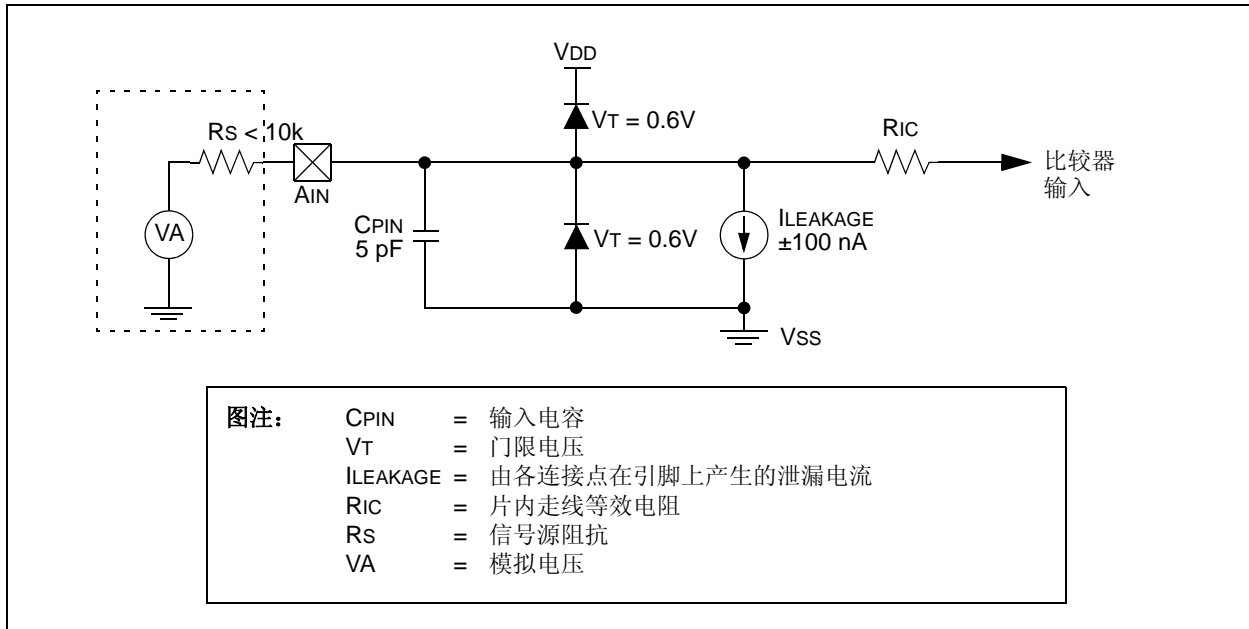 VDD
VT = 0.6V
RS < 10k
RIC
AIN
比较器
输入
VA
CPIN
5 pF
VT = 0.6V
ILEAKAGE
±100 nA
VSS
图注： CPIN = 输入电容
VT = 门限电压
ILEAKAGE = 由各连接点在引脚上产生的泄漏电流
RIC = 片内走线等效电阻
RS = 信号源阻抗
VA = 模拟电压